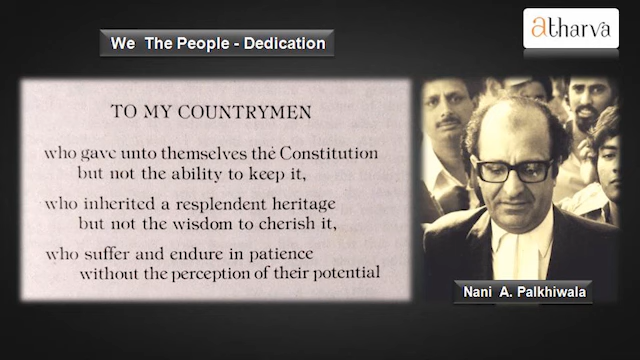 atharva
We The People - Dedication
TO MY COUNTRYMEN
who gave unto themselves the Constitution
but not the ability to keep it,
who inherited a resplendent heritage
but not the wisdom to cherish it,
who suffer and endure in patience
without the perception of their potential
Nani A. Palkhiwala